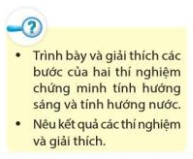 ?
• Trình bày và giải thích các
bước của hai thí nghiệm
chứng minh tính hướng
sáng và tính hướng nước.
• Nêu kết quả các thí nghiệm
và giải thích.